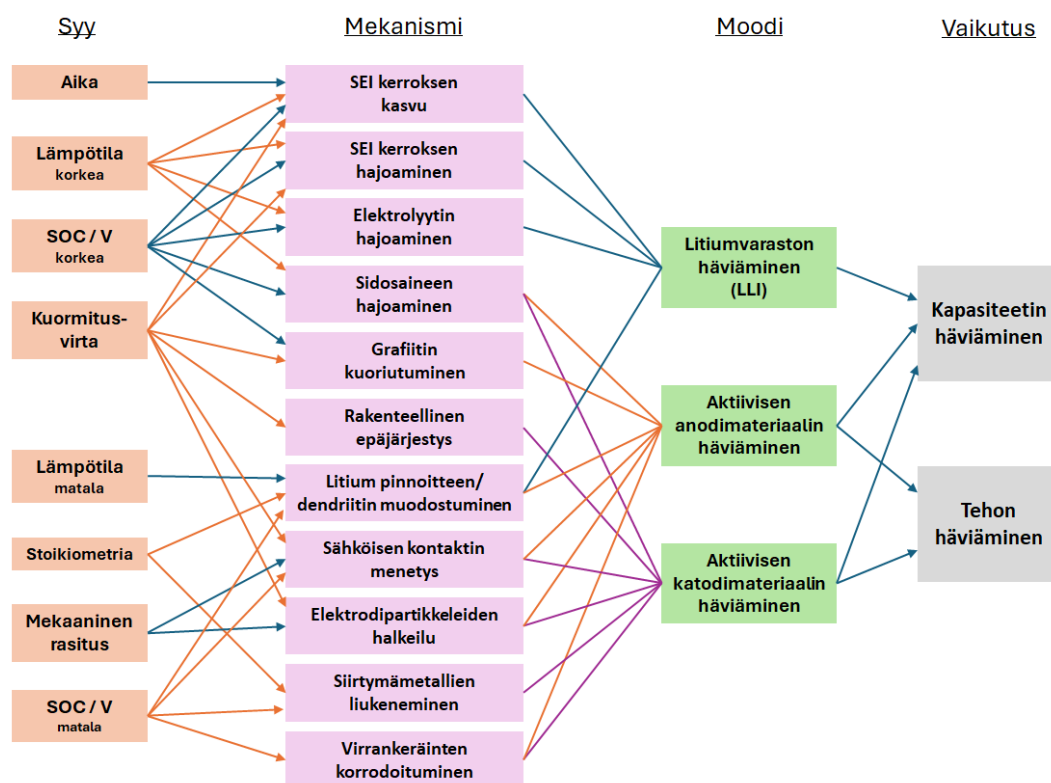 Syy
Mekanismi
Moodi
Vaikutus
Aika
Lämpötila
korkea
SOC / V
korkea
Kuormitus-
virta
Lämpötila
matala
Stoikiometria
Mekaaninen
rasitus
SOC / V
matala
SEI kerroksen
kasvu
SEI kerroksen
hajoaminen
Elektrolyytin
hajoaminen
Sidosaineen
hajoaminen
Grafiitin
kuoriutuminen
Rakenteellinen
epäjärjestys
Litium pinnoitteen/
dendriitin muodostuminen
Sähköisen kontaktin
menetys
Elektrodipartikkeleiden
halkeilu
Siirtymämetallien
liukeneminen
Virrankeräinten
korrodoituminen
Litiumvaraston
häviäminen
(LLI)
Aktiivisen
anodimateriaalin
häviäminen
Aktiivisen
katodimateriaalin
häviäminen
Kapasiteetin
häviäminen
Tehon
häviäminen